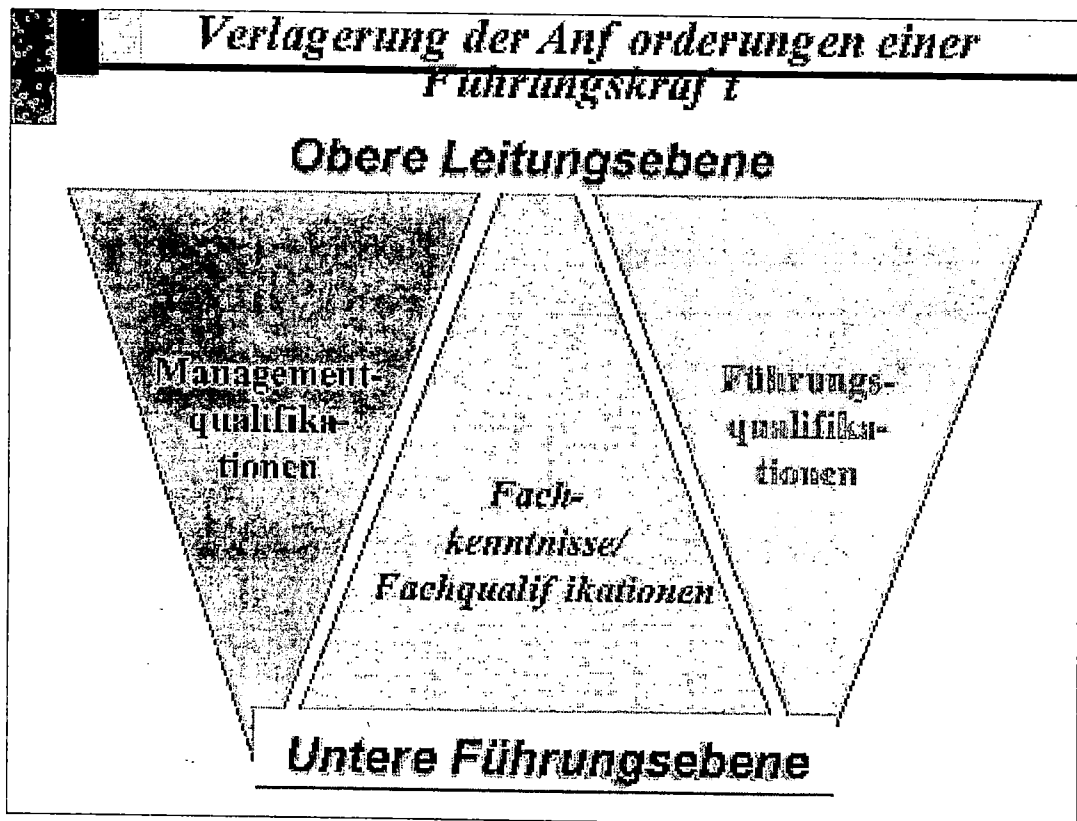 Verlagerung der Anf orderungen einer
Führungskraf t
Obere Leitungsebene
Management-
qualifika-
tionen
Führungs-
qualifika-
tionen
Fach-
kenntnisse/
Fachqualif ikationen
Untere Führungsebene